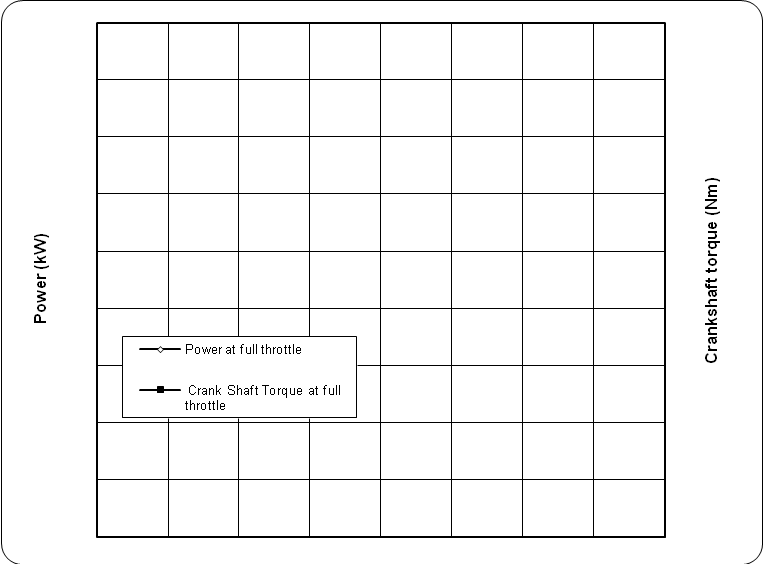 Power (kW)
Power at full throttle
Crank Shaft Torque at full
throttle
Crankshaft torque (Nm)